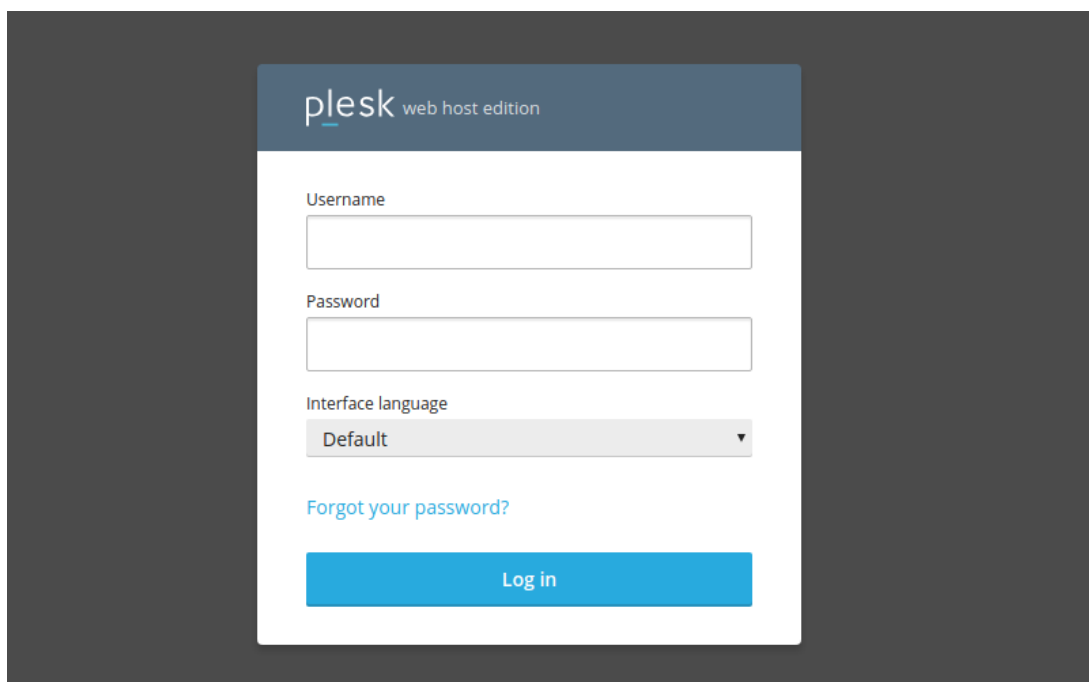 plesk web host edition
Username
Password
Interface language
Default
Forgot your password?
Log in